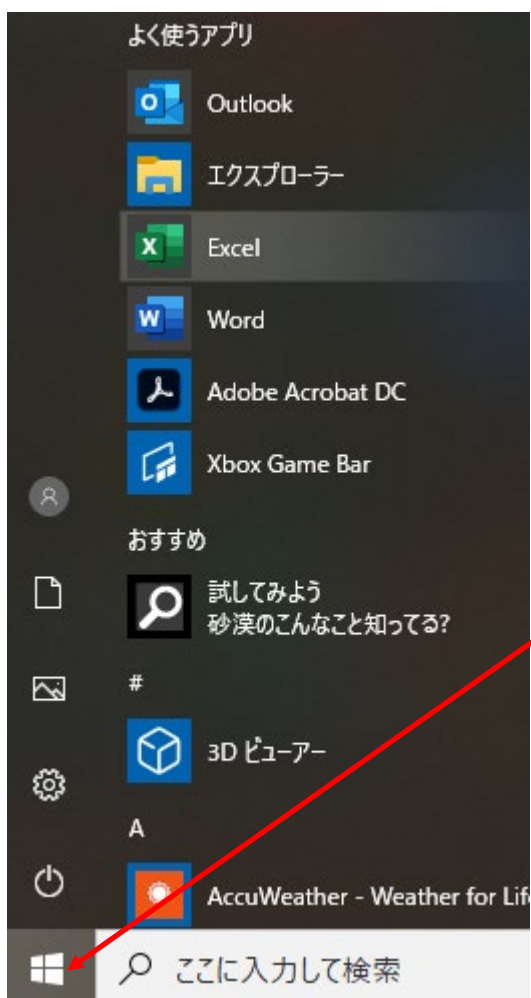 よく使うアプリ
Outlook
エクスプローラー
Excel
Word
Adobe Acrobat DC
Xbox Game Bar
おすすめ
試してみよう
砂漠のこんなこと知ってる?
#
3D ビューアー
A
AccuWeather - Weather for Life
ここに入力して検索